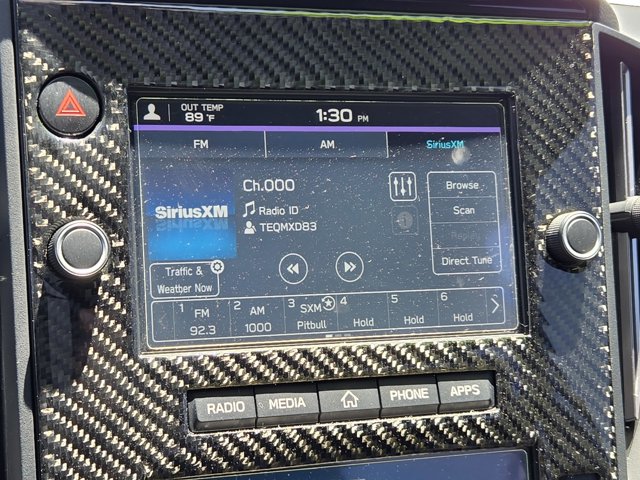 OUT TEMP
89 °F
1:30 PM
FM
AM
SiriusXM
SiriusXM
Ch.000
Radio ID
TEQMXD83
Browse
Scan
Direct Tune
Traffic &
Weather Now
1 FM
92.3
2 AM
1000
3 SXM
Pitbull
4
Hold
5
Hold
6
Hold
RADIO
MEDIA
PHONE
APPS